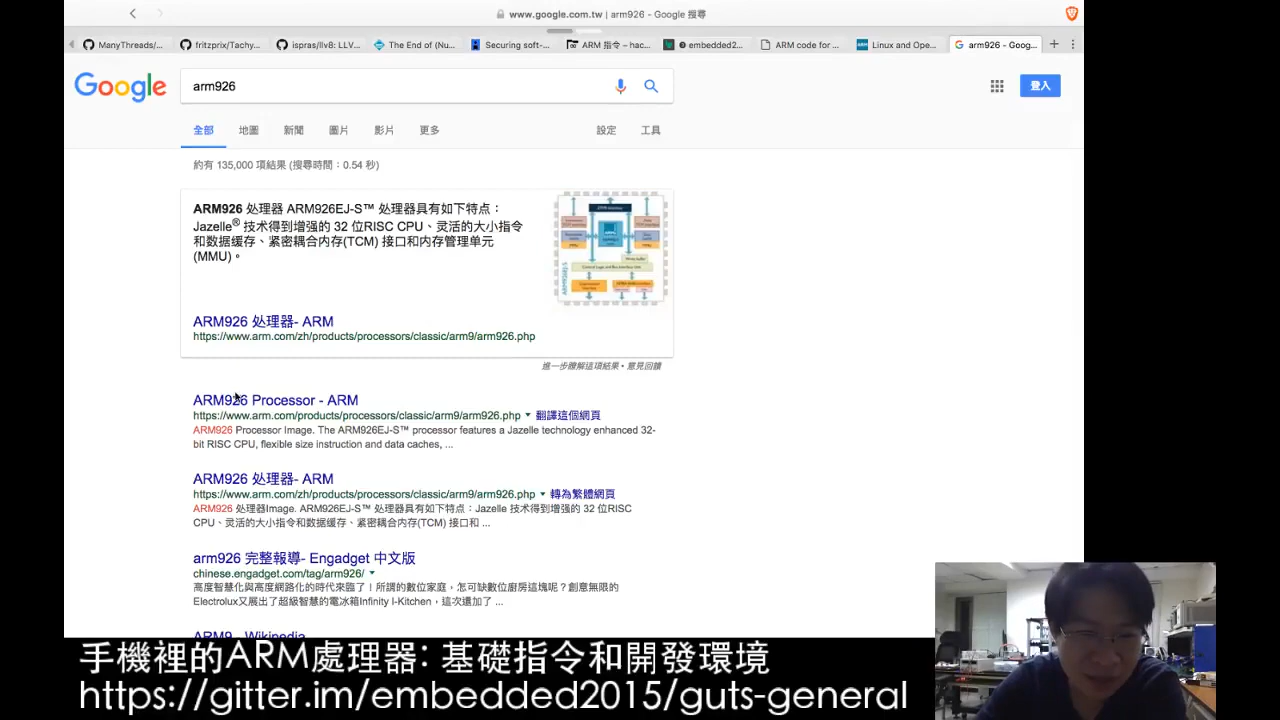 www.google.com.tw | arm926 - Google 搜尋
ManyThreads/...
fritzprix/Tachy...
ispras/llv8: LLV...
The End of (Nu...
Securing soft-...
ARM 指令 – hac...
embedded2...
ARM code for ...
Linux and Ope...
arm926 - Goog...
Google
arm926
登入
全部 地圖 新聞 圖片 影片 更多 設定 工具
約有 135,000 項結果 (搜尋時間：0.54 秒)
ARM926 处理器 ARM926EJ-S™ 处理器具有如下特点：
Jazelle® 技术得到增强的 32 位RISC CPU、灵活的大小指令
和数据缓存、紧密耦合内存(TCM) 接口和内存管理单元
(MMU)。
ARM926 处理器- ARM
https://www.arm.com/zh/products/processors/classic/arm9/arm926.php
進一步瞭解這項結果 • 意見回饋
ARM926 Processor - ARM
https://www.arm.com/products/processors/classic/arm9/arm926.php 翻譯這個網頁
ARM926 Processor Image. The ARM926EJ-S™ processor features a Jazelle technology enhanced 32-
bit RISC CPU, flexible size instruction and data caches, ...
ARM926 处理器- ARM
https://www.arm.com/zh/products/processors/classic/arm9/arm926.php 轉為繁體網頁
ARM926 处理器Image. ARM926EJ-S™ 处理器具有如下特点：Jazelle 技术得到增强的 32 位RISC
CPU、灵活的大小指令和数据缓存、紧密耦合内存(TCM) 接口和 ...
arm926 完整報導- Engadget 中文版
chinese.engadget.com/tag/arm926/
高度智慧化與高度網路化的時代來臨了！所謂的數位家庭，怎可缺數位廚房這塊呢？創意無限的
Electrolux又展出了超級智慧的電冰箱Infinity I-Kitchen，這次還加了 ...
ARM9 - Wikipedia
手機裡的ARM處理器: 基礎指令和開發環境
https://gitter.im/embedded2015/guts-general